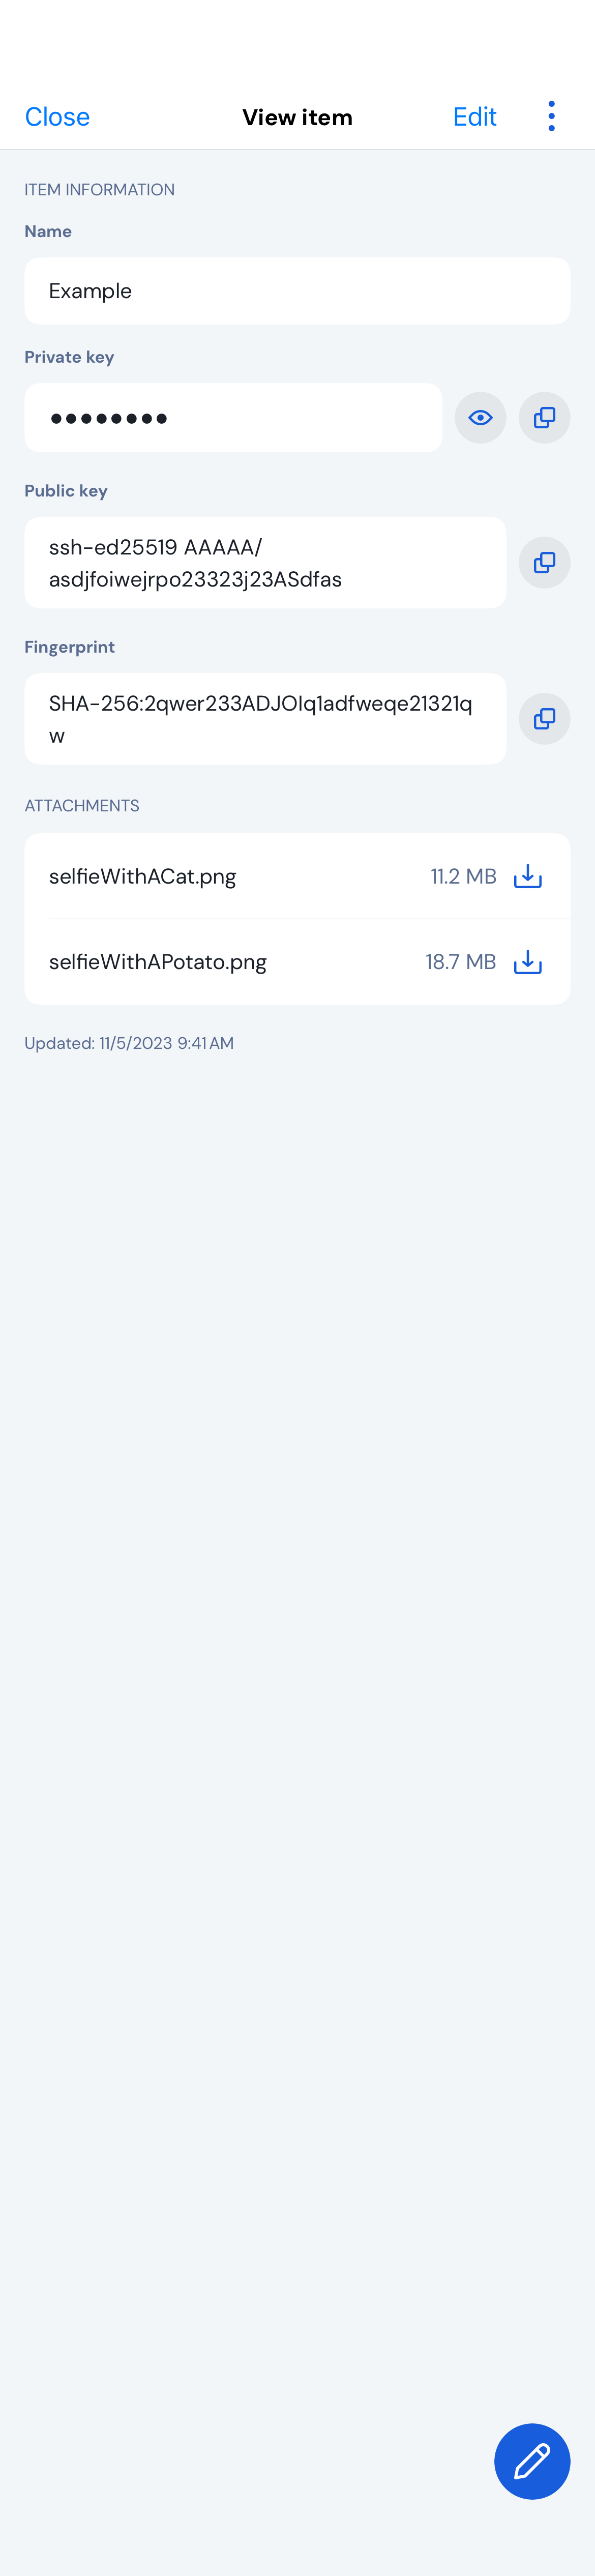 Close View item Edit
ITEM INFORMATION
Name
Example
Private key
●●●●●●●●
Public key
ssh-ed25519 AAAAA/
asdjfoiwejrpo23323j23ASdfas
Fingerprint
SHA-256:2qwer233ADJOIq1adfweqe21321q
w
ATTACHMENTS
selfieWithACat.png 11.2 MB
selfieWithAPotato.png 18.7 MB
Updated: 11/5/2023 9:41 AM